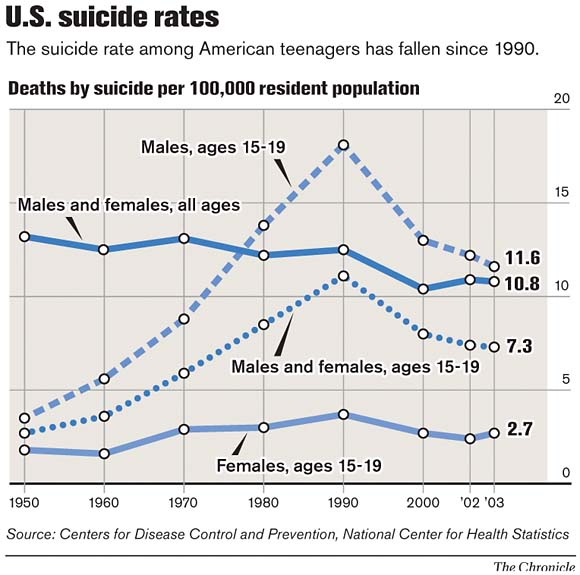 U.S. suicide rates
The suicide rate among American teenagers has fallen since 1990.
Deaths by suicide per 100,000 resident population
20
Males, ages 15-19
15
Males and females, all ages
11.6
10.8
10
7.3
Males and females, ages 15-19
5
2.7
Females, ages 15-19
0
1950 1960 1970 1980 1990 2000 '02 '03
Source: Centers for Disease Control and Prevention, National Center for Health Statistics
The Chronicle